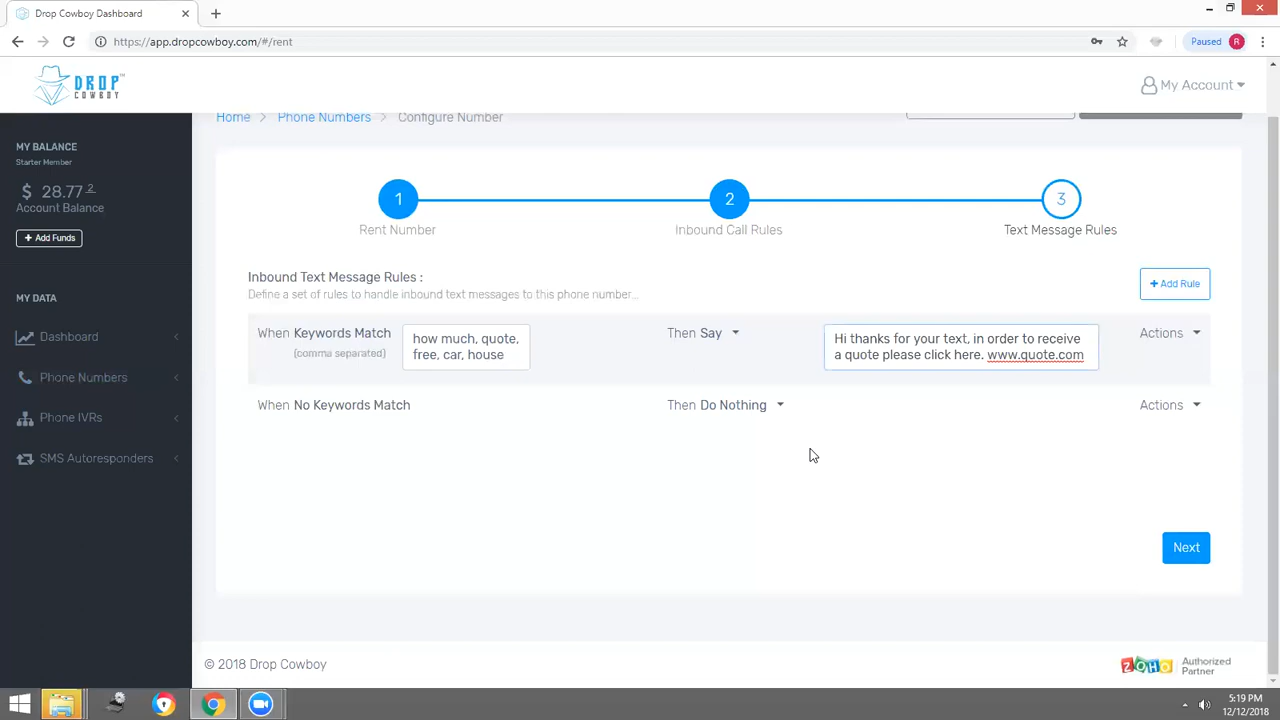 Drop Cowboy Dashboard
https://app.dropcowboy.com/#/rent
Paused R
DROP COWBOY™
My Account
Home > Phone Numbers > Configure Number
MY BALANCE
Starter Member
$ 28.77 2
Account Balance
+ Add Funds
MY DATA
Dashboard
Phone Numbers
Phone IVRs
SMS Autoresponders
1 2 3
Rent Number Inbound Call Rules Text Message Rules
Inbound Text Message Rules :
Define a set of rules to handle inbound text messages to this phone number...
+ Add Rule
When Keywords Match
(comma separated)
how much, quote,
free, car, house
Then Say
Hi thanks for your text, in order to receive
a quote please click here. www.quote.com
Actions
When No Keywords Match Then Do Nothing Actions
Next
© 2018 Drop Cowboy
ZOHO Authorized
Partner
5:19 PM
12/12/2018